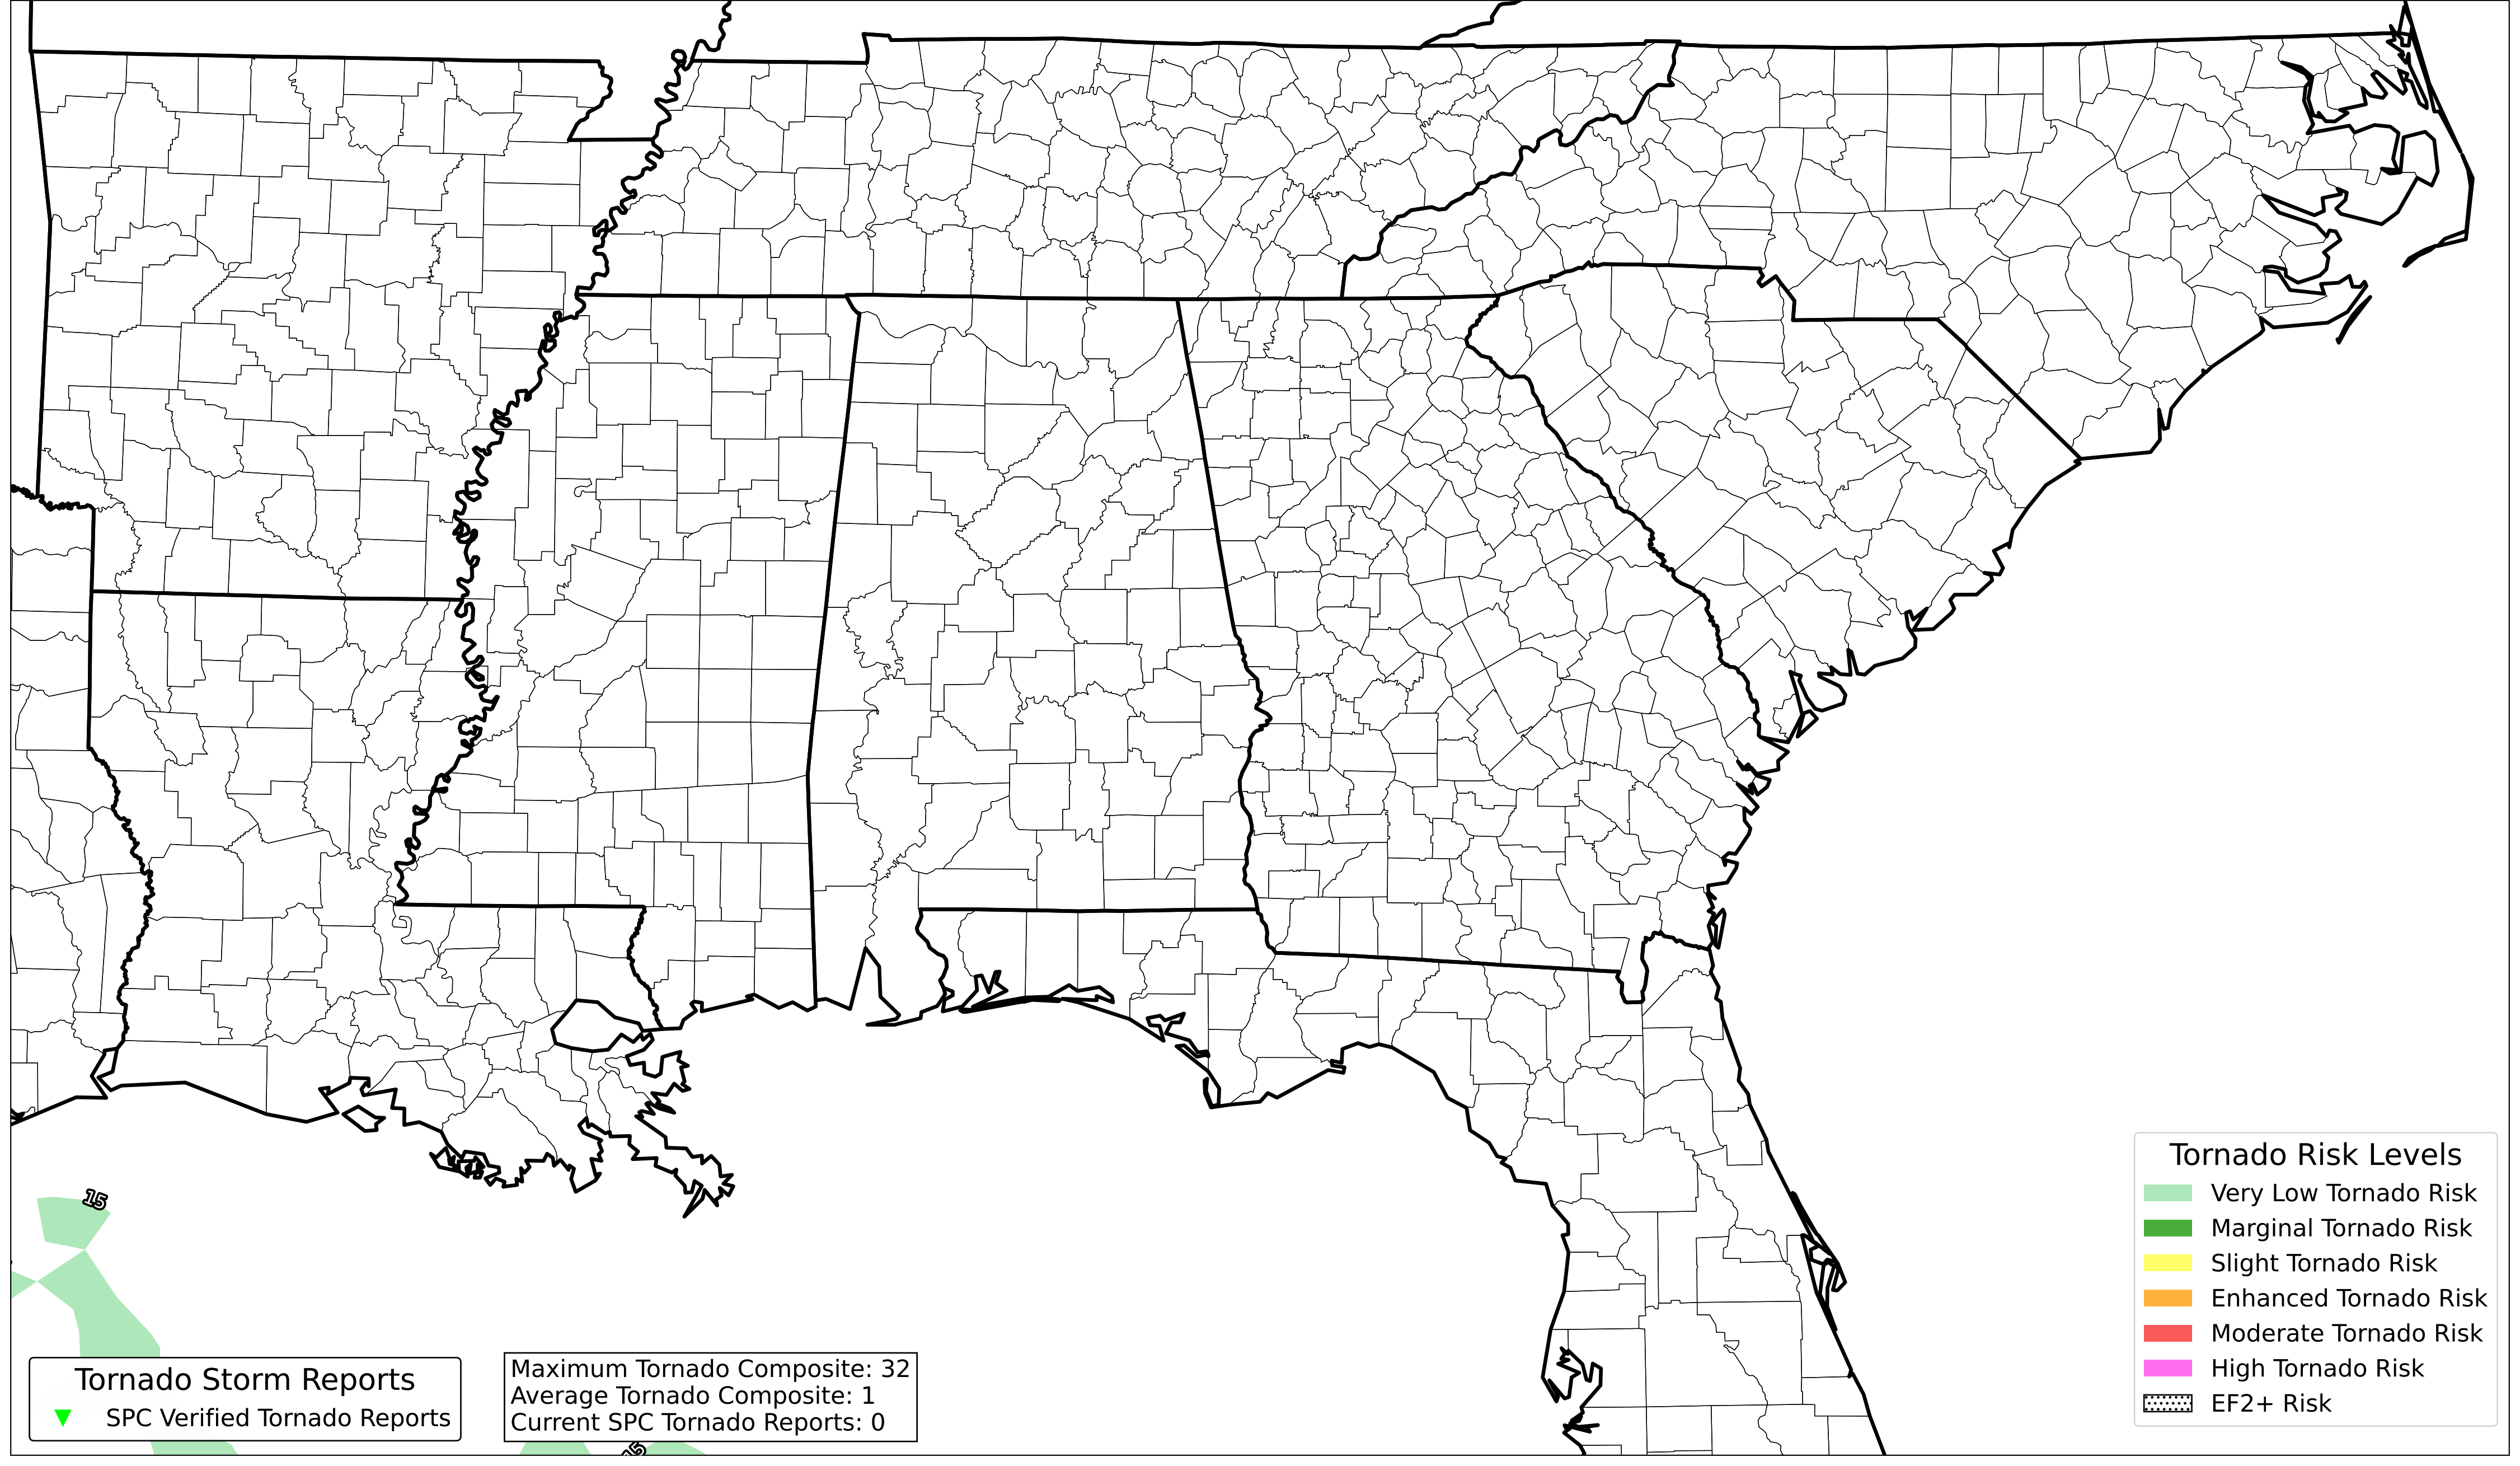 15
Tornado Storm Reports
SPC Verified Tornado Reports
Maximum Tornado Composite: 32
Average Tornado Composite: 1
Current SPC Tornado Reports: 0
15
Tornado Risk Levels
Very Low Tornado Risk
Marginal Tornado Risk
Slight Tornado Risk
Enhanced Tornado Risk
Moderate Tornado Risk
High Tornado Risk
EF2+ Risk